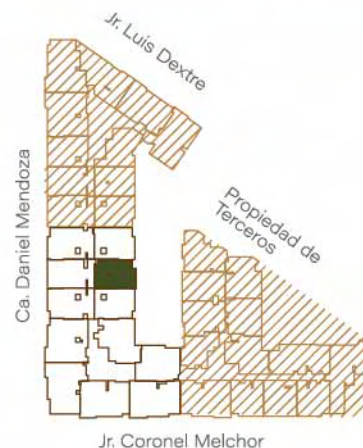 Jr. Luis Dextre
Ca. Daniel Mendoza
Propiedad de
Terceros
Jr. Coronel Melchor